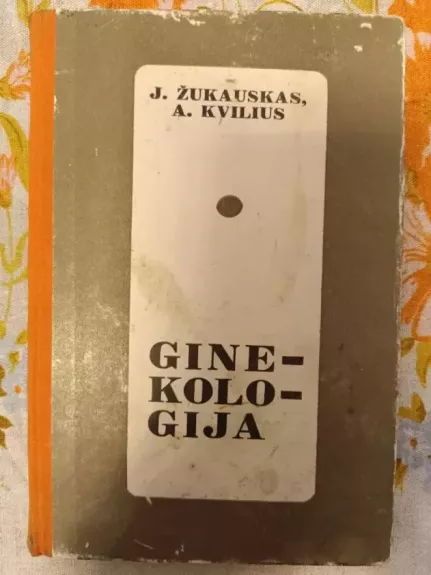 J. ŽUKAUSKAS,
A. KVILIUS
GINE-
KOLO-
GIJA